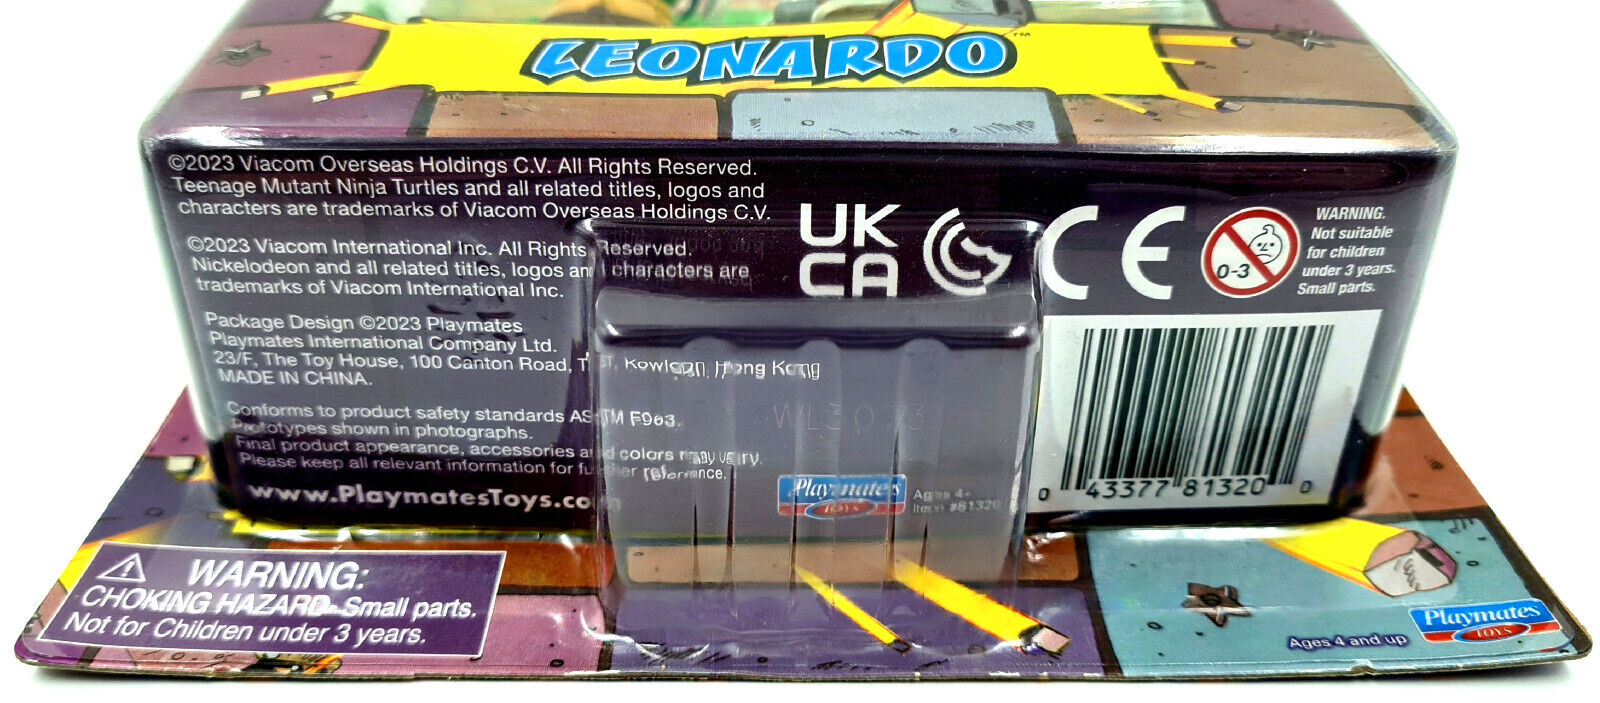 LEONARDO™
©2023 Viacom Overseas Holdings C.V. All Rights Reserved.
Teenage Mutant Ninja Turtles and all related titles, logos and
characters are trademarks of Viacom Overseas Holdings C.V.
©2023 Viacom International Inc. All Rights Reserved.
Nickelodeon and all related titles, logos and characters are
trademarks of Viacom International Inc.
Package Design ©2023 Playmates
Playmates International Company Ltd.
23/F, The Toy House, 100 Canton Road, TST, Kowloon, Hong Kong
MADE IN CHINA.
Conforms to product safety standards ASTM F963.
Prototypes shown in photographs.
Final product appearance, accessories and colors may vary.
Please keep all relevant information for further reference.
www.PlaymatesToys.com
UK
CA
CE
0-3
WARNING.
Not suitable
for children
under 3 years.
Small parts.
0 43377 81320 0
Playmates
TOYS
Ages 4+
Item #81320
WARNING:
CHOKING HAZARD- Small parts.
Not for Children under 3 years.
Ages 4 and up
Playmates
TOYS